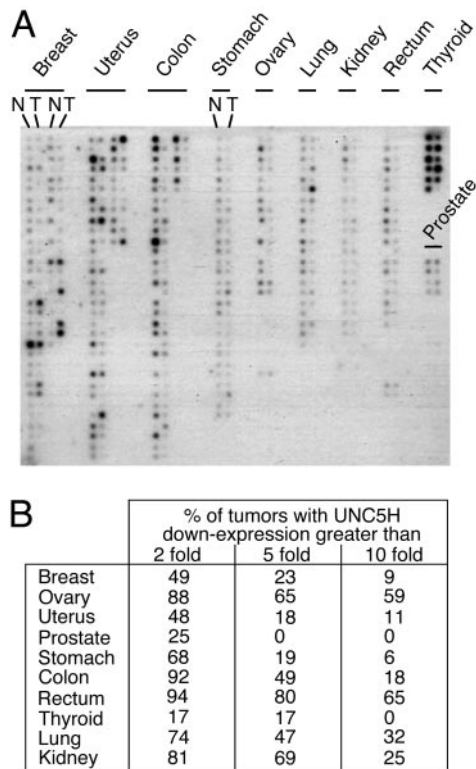 A
Breast Uterus Colon Stomach Ovary Lung Kidney Rectum Thyroid
N T N T N T
Prostate
B
% of tumors with UNC5H
down-expression greater than
2 fold 5 fold 10 fold
Breast 49 23 9
Ovary 88 65 59
Uterus 48 18 11
Prostate 25 0 0
Stomach 68 19 6
Colon 92 49 18
Rectum 94 80 65
Thyroid 17 17 0
Lung 74 47 32
Kidney 81 69 25